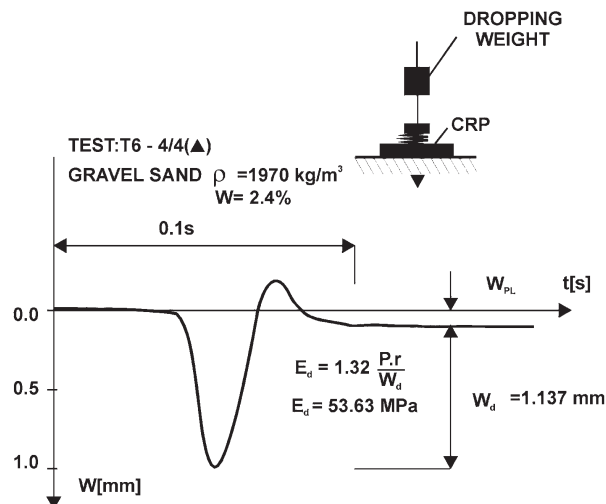 DROPPING
WEIGHT
CRP
TEST:T6 - 4/4(▲)
GRAVEL SAND ρ =1970 kg/m³
W= 2.4%
0.1s
W_PL
t[s]
0.0
E_d = 1.32 P.r/W_d
0.5
E_d = 53.63 MPa
W_d =1.137 mm
1.0
W[mm]